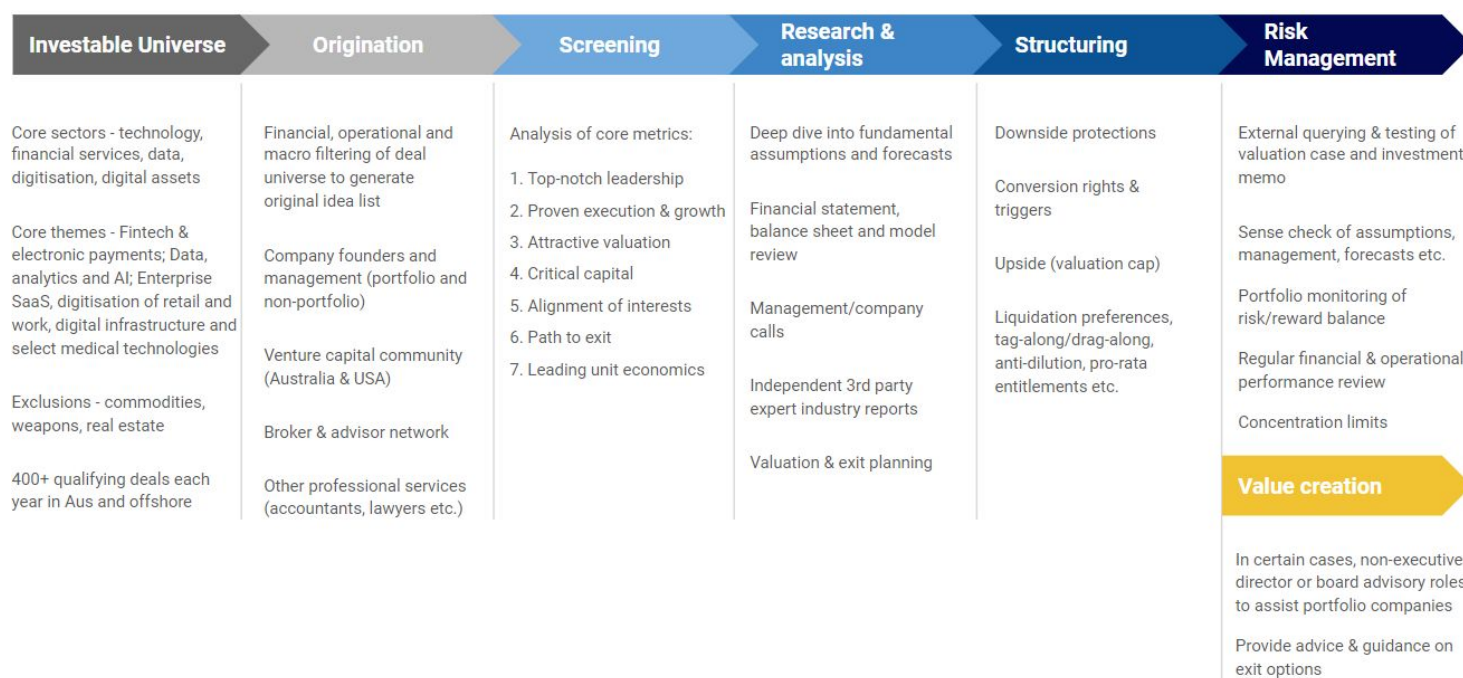 Investable Universe
Origination
Screening
Research &
analysis
Structuring
Risk
Management
Core sectors - technology,
financial services, data,
digitisation, digital assets
Core themes - Fintech &
electronic payments; Data,
analytics and AI; Enterprise
SaaS, digitisation of retail and
work, digital infrastructure and
select medical technologies
Exclusions - commodities,
weapons, real estate
400+ qualifying deals each
year in Aus and offshore
Financial, operational and
macro filtering of deal
universe to generate
original idea list
Company founders and
management (portfolio and
non-portfolio)
Venture capital community
(Australia & USA)
Broker & advisor network
Other professional services
(accountants, lawyers etc.)
Analysis of core metrics:
1. Top-notch leadership
2. Proven execution & growth
3. Attractive valuation
4. Critical capital
5. Alignment of interests
6. Path to exit
7. Leading unit economics
Deep dive into fundamental
assumptions and forecasts
Financial statement,
balance sheet and model
review
Management/company
calls
Independent 3rd party
expert industry reports
Valuation & exit planning
Downside protections
Conversion rights &
triggers
Upside (valuation cap)
Liquidation preferences,
tag-along/drag-along,
anti-dilution, pro-rata
entitlements etc.
External querying & testing of
valuation case and investment
memo
Sense check of assumptions,
management, forecasts etc.
Portfolio monitoring of
risk/reward balance
Regular financial & operational
performance review
Concentration limits
Value creation
In certain cases, non-executive
director or board advisory roles
to assist portfolio companies
Provide advice & guidance on
exit options